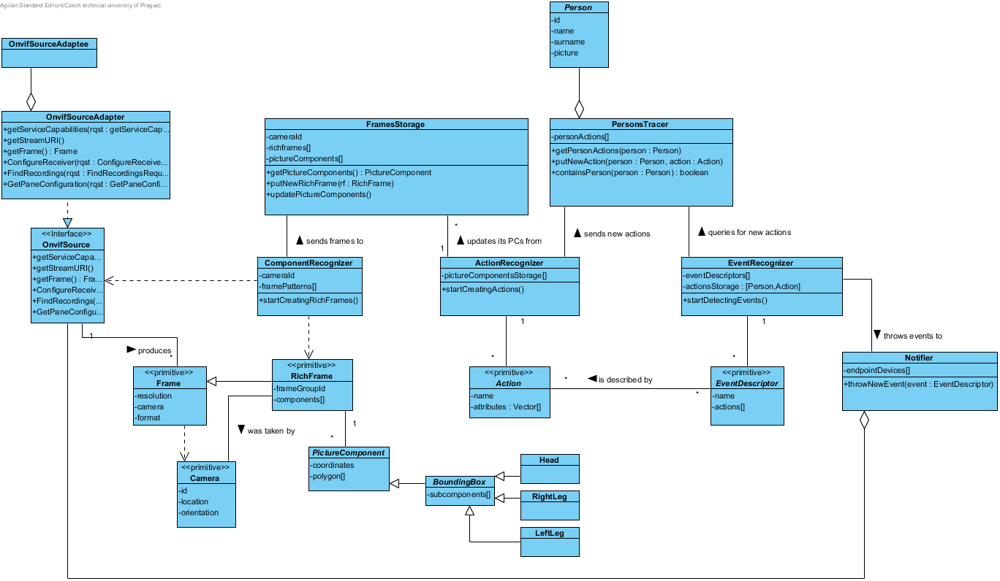 Agilian Standard Edition(Czech technical university of Prague)
Person
-id
-name
-surname
-picture
OnvifSourceAdaptee
OnvifSourceAdapter
+getServiceCapabilities(rqst : getServiceCap...
+getStreamURI()
+getFrame() : Frame
+ConfigureReceiver(rqst : ConfigureReceive...
+FindRecordings(rqst : FindRecordingsRequ...
+GetPaneConfiguration(rqst : GetPaneConfi...
FramesStorage
-cameraId
-richframes[]
-pictureComponents[]
+getPictureComponents() : PictureComponent
+putNewRichFrame(rf : RichFrame)
+updatePictureComponents()
PersonsTracer
-personActions[]
+getPersonActions(person : Person)
+putNewAction(person : Person, action : Action)
+containsPerson(person : Person) : boolean
<<Interface>>
OnvifSource
+getServiceCapa...
+getStreamURI()
+getFrame() : Fra...
+ConfigureReceiv...
+FindRecordings(...
+GetPaneConfigu...
sends frames to
*
1
updates its PCs from
sends new actions
queries for new actions
ComponentRecognizer
-cameraId
-framePatterns[]
+startCreatingRichFrames()
ActionRecognizer
-pictureComponentsStorage[]
+startCreatingActions()
EventRecognizer
-eventDescriptors[]
-actionsStorage : [Person,Action]
+startDetectingEvents()
1
produces
*
1
*
1
*
throws events to
<<primitive>>
Frame
-resolution
-camera
-format
<<primitive>>
RichFrame
-frameGroupId
-components[]
<<primitive>>
Action
-name
-attributes : Vector[]
*
is described by
*
<<primitive>>
EventDescriptor
-name
-actions[]
Notifier
-endpointDevices[]
+throwNewEvent(event : EventDescriptor)
was taken by
1
*
<<primitive>>
Camera
-id
-location
-orientation
PictureComponent
-coordinates
-polygon[]
BoundingBox
-subcomponents[]
Head
RightLeg
LeftLeg